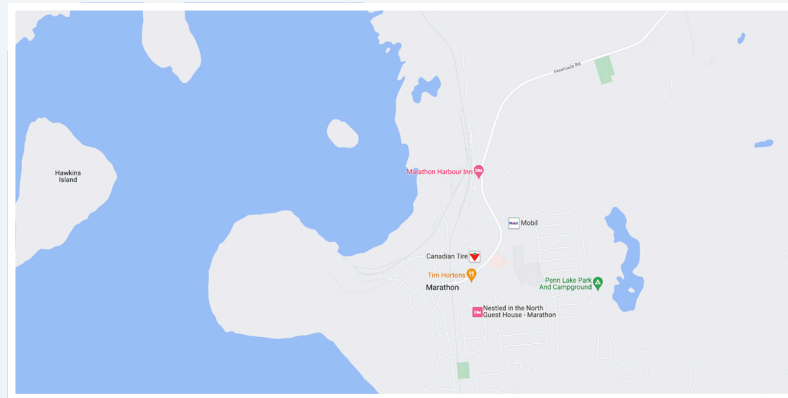 Peninsula Rd
Hawkins
Island
Marathon Harbour Inn
Mobil
Mobil
Canadian Tire
Tim Hortons
Marathon
Penn Lake Park
And Campground
Nestled in the North
Guest House - Marathon